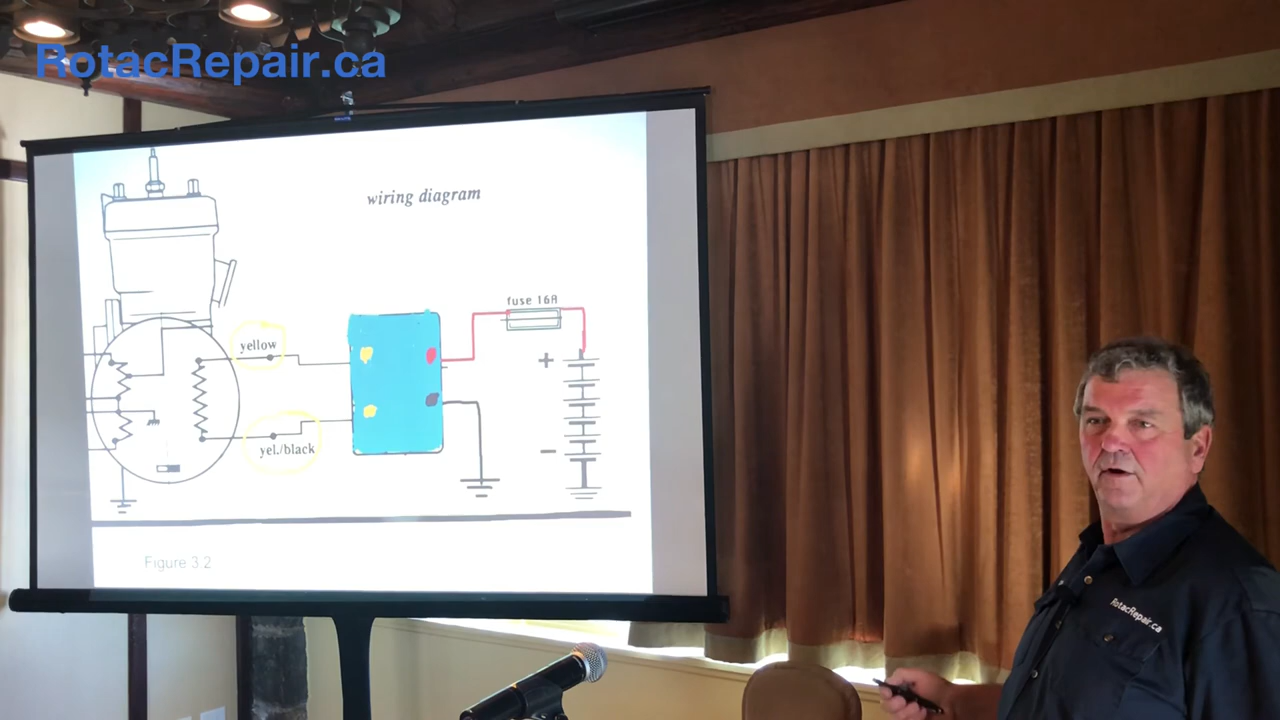 RotacRepair.ca
wiring diagram
fuse 16A
yellow
+
yel./black
−
Figure 3.2
RotacRepair.ca